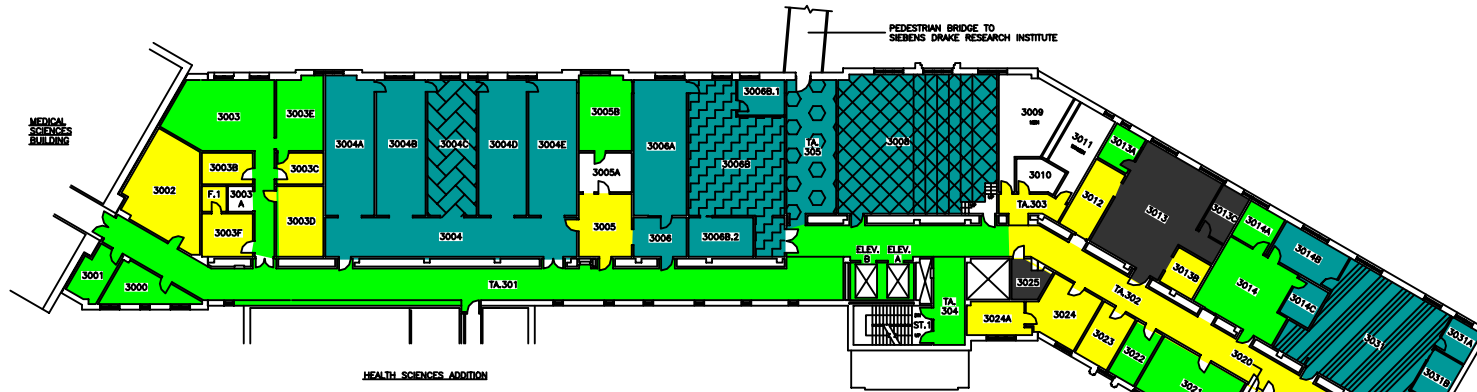 PEDESTRIAN BRIDGE TO
SIEBENS DRAKE RESEARCH INSTITUTE
MEDICAL
SCIENCES
BUILDING
3003
3003E
3005B
3006B.1
3009
3011
3013A
3004A
3004B
3004C
3004D
3004E
3006A
3006B
TA.
305
3008
3002
3003B
3003C
3005A
3010
3012
3013
3013C
F.1
3003
A
3003F
3003D
3004
3005
3006
3006B.2
TA.303
3014A
3014B
3013B
3001
3000
TA.301
ELEV.
B
ELEV.
A
3025
TA.302
3014
3014C
TA.
304
ST.1
3024A
3024
3023
3022
3021
3020
3031
3031A
3031B
HEALTH SCIENCES ADDITION